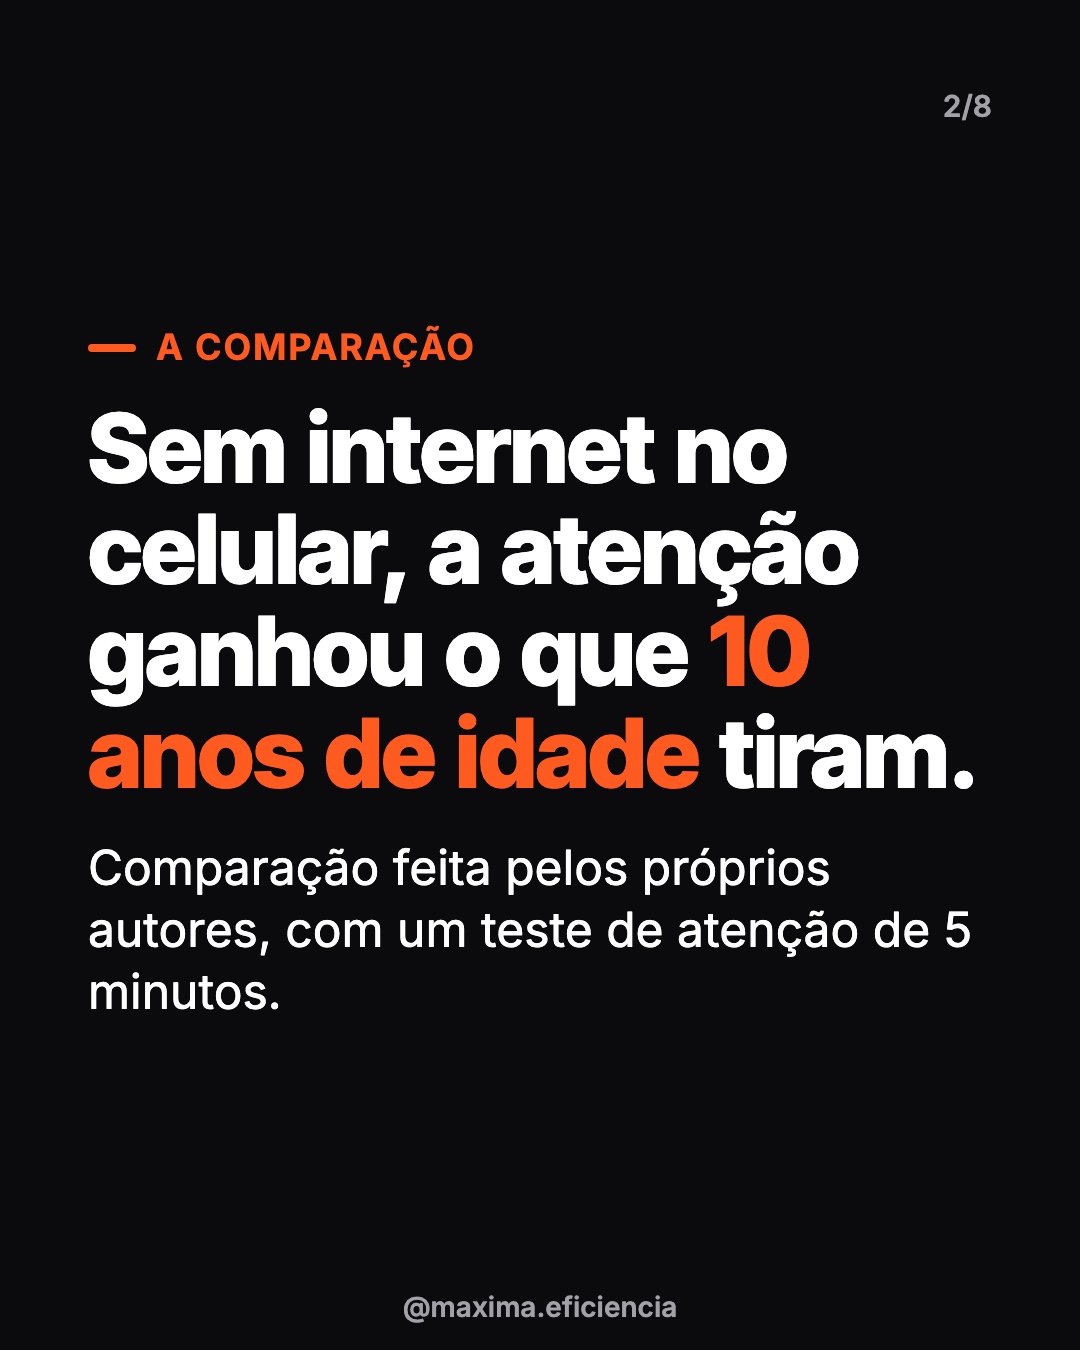 2/8
A COMPARAÇÃO
Sem internet no
celular, a atenção
ganhou o que 10
anos de idade tiram.
Comparação feita pelos próprios
autores, com um teste de atenção de 5
minutos.
@maxima.eficiencia